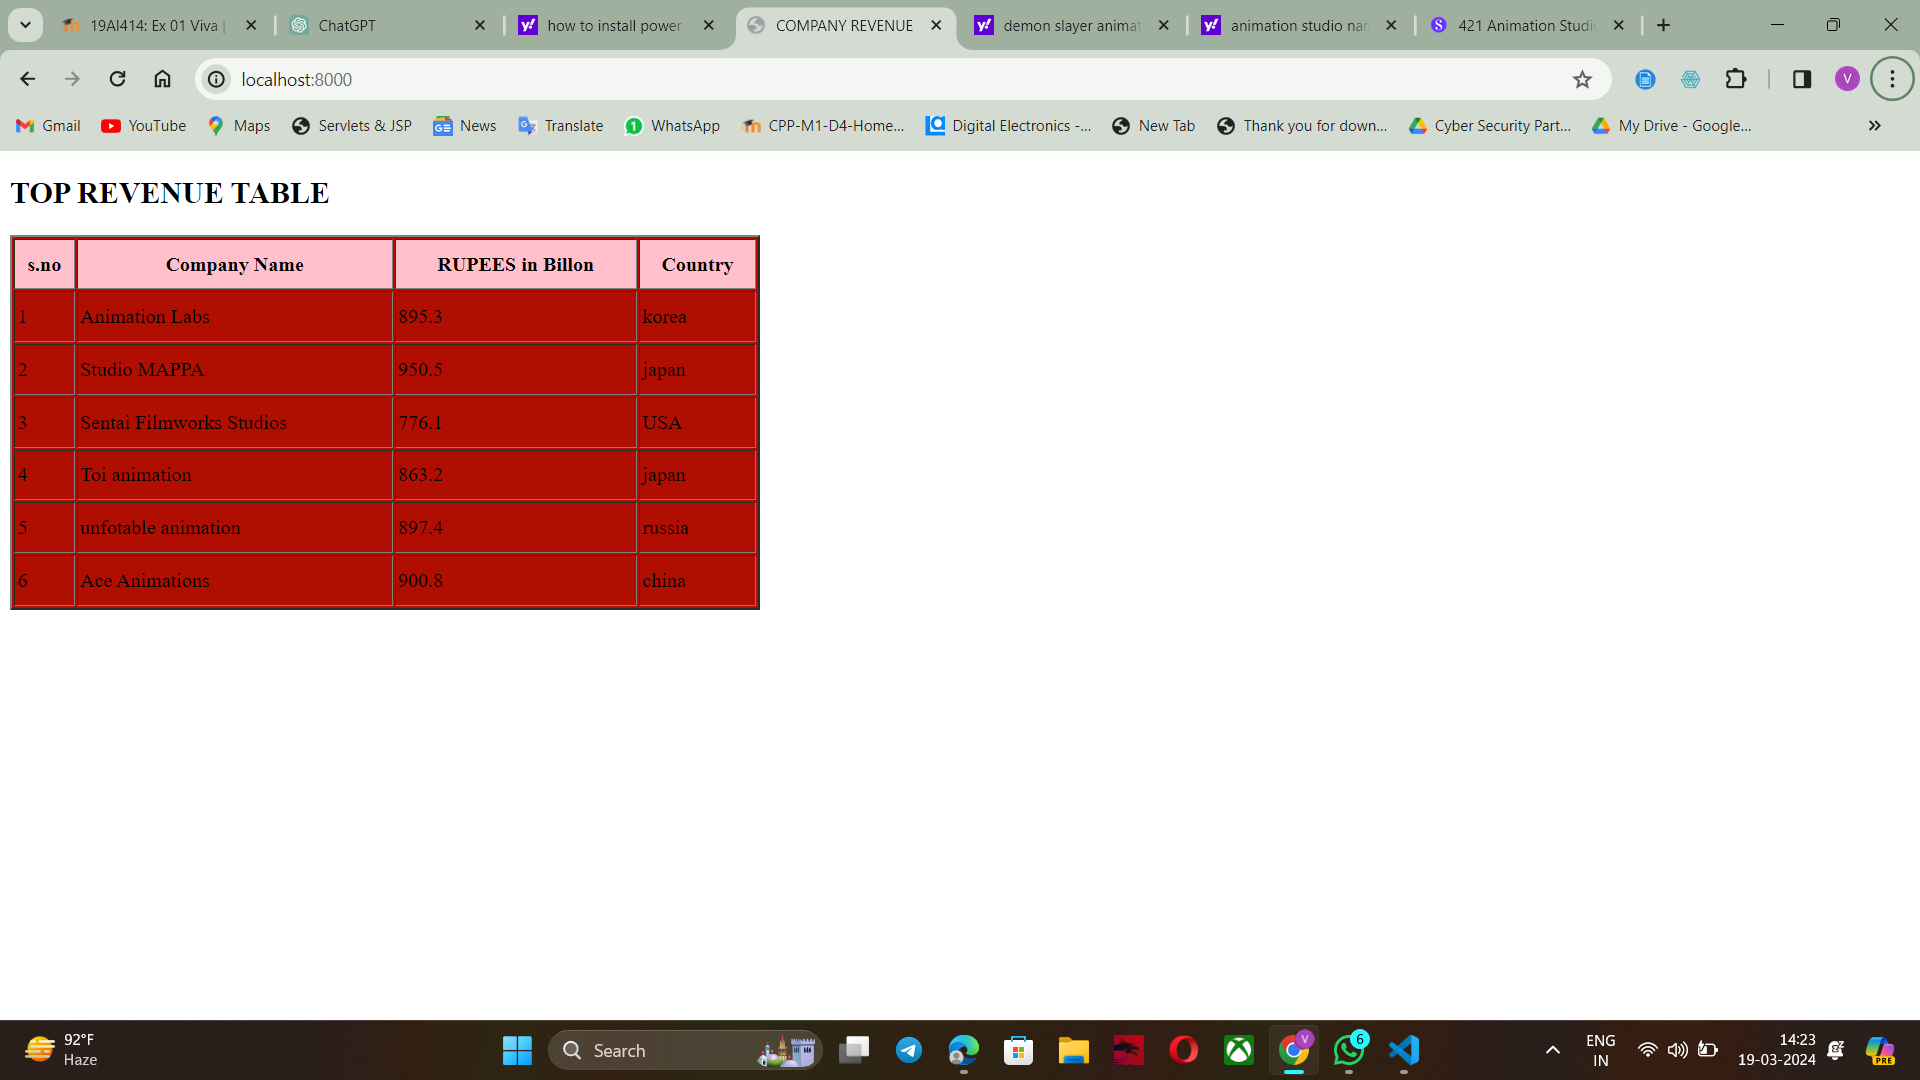 19AI414: Ex 01 Viva |
ChatGPT
how to install power
COMPANY REVENUE
demon slayer animat
animation studio nam
421 Animation Studio
localhost:8000
V
Gmail
YouTube
Maps
Servlets & JSP
News
Translate
1
WhatsApp
CPP-M1-D4-Home...
Digital Electronics -...
New Tab
Thank you for down...
Cyber Security Part...
My Drive - Google...
TOP REVENUE TABLE
s.no Company Name RUPEES in Billon Country
1 Animation Labs 895.3 korea
2 Studio MAPPA 950.5 japan
3 Sentai Filmworks Studios 776.1 USA
4 Toi animation 863.2 japan
5 unfotable animation 897.4 russia
6 Ace Animations 900.8 china
92°F
Haze
Search
V
6
ENG
IN
14:23
19-03-2024
PRE